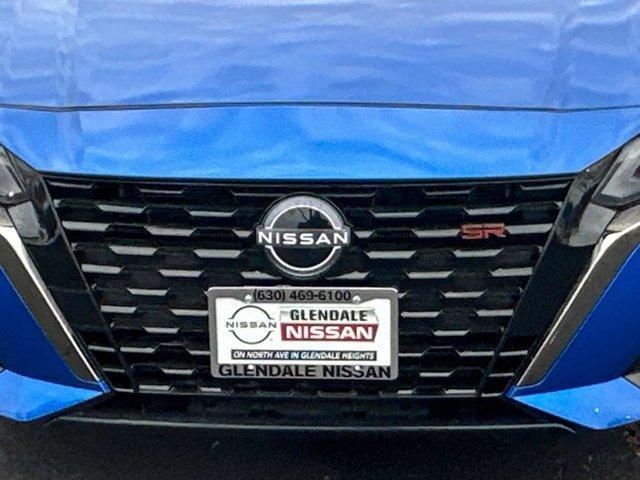 NISSAN
SR
(630) 469-6100
NISSAN
GLENDALE
NISSAN
ON NORTH AVE IN GLENDALE HEIGHTS
GLENDALE NISSAN